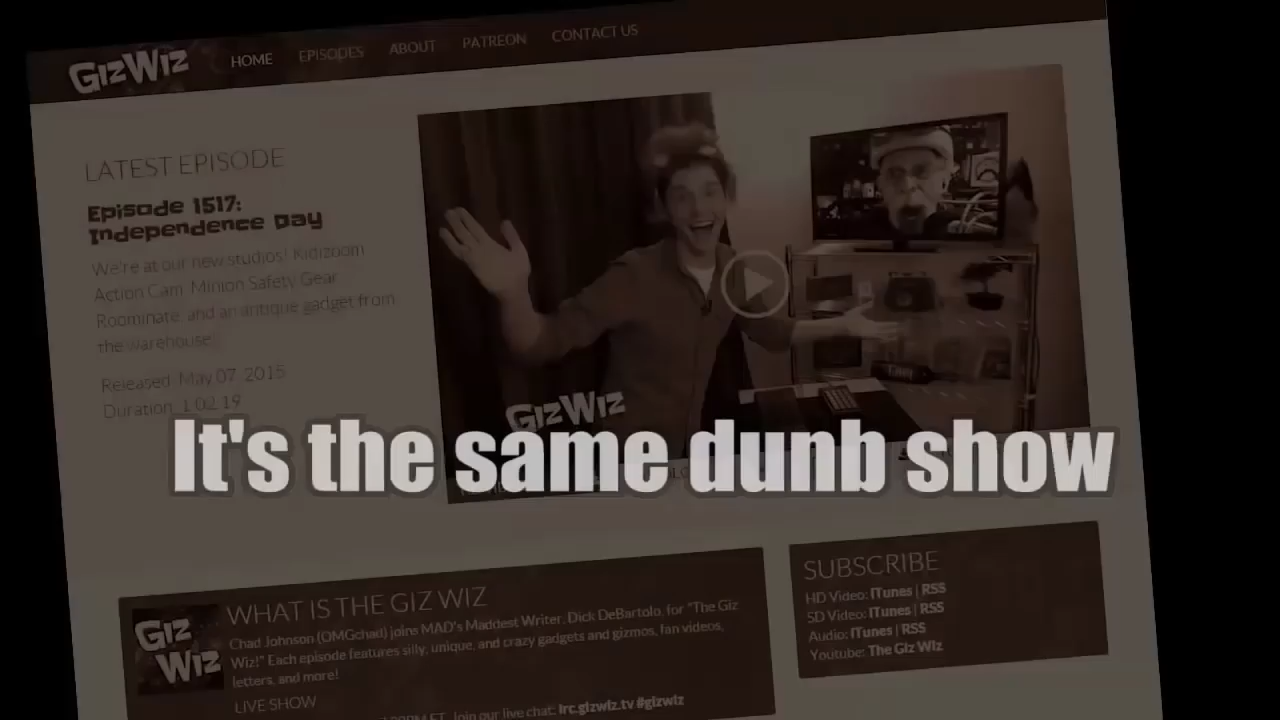 GIZWIZ
HOME EPISODES ABOUT PATREON CONTACT US
LATEST EPISODE
Episode 1517:
Independence Day
We're at our new studios! Kidizoom
Action Cam, Minion Safety Gear,
Roominate, and an antique gadget from
the warehouse!
Released: May 07, 2015
Duration: 1:02:19
GIZWIZ
It's the same dunb show
WHAT IS THE GIZ WIZ
GIZ
WIZ
Chad Johnson (OMGchad) joins MAD's Maddest Writer, Dick DeBartolo, for "The Giz
Wiz!" Each episode features silly, unique, and crazy gadgets and gizmos, fan videos,
letters, and more!
LIVE SHOW
ET. Join our live chat: irc.gizwiz.tv #gizwiz
SUBSCRIBE
HD Video: iTunes | RSS
SD Video: iTunes | RSS
Audio: iTunes | RSS
Youtube: The Giz Wiz